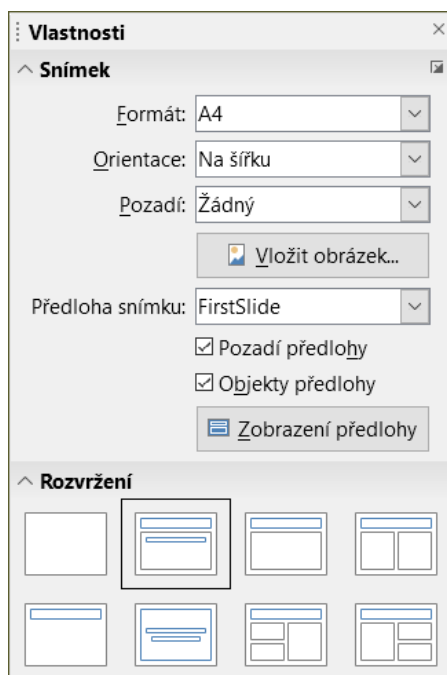 Vlastnosti
Snímek
Formát: A4
Orientace: Na šířku
Pozadí: Žádný
Vložit obrázek...
Předloha snímku: FirstSlide
Pozadí předlohy
Objekty předlohy
Zobrazení předlohy
Rozvržení